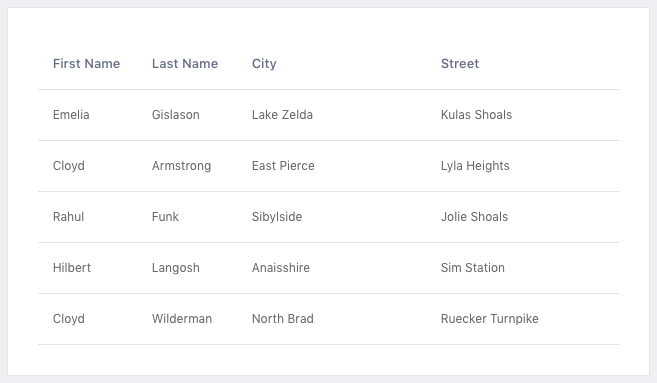 First Name Last Name City Street
Emelia Gislason Lake Zelda Kulas Shoals
Cloyd Armstrong East Pierce Lyla Heights
Rahul Funk Sibylside Jolie Shoals
Hilbert Langosh Anaisshire Sim Station
Cloyd Wilderman North Brad Ruecker Turnpike